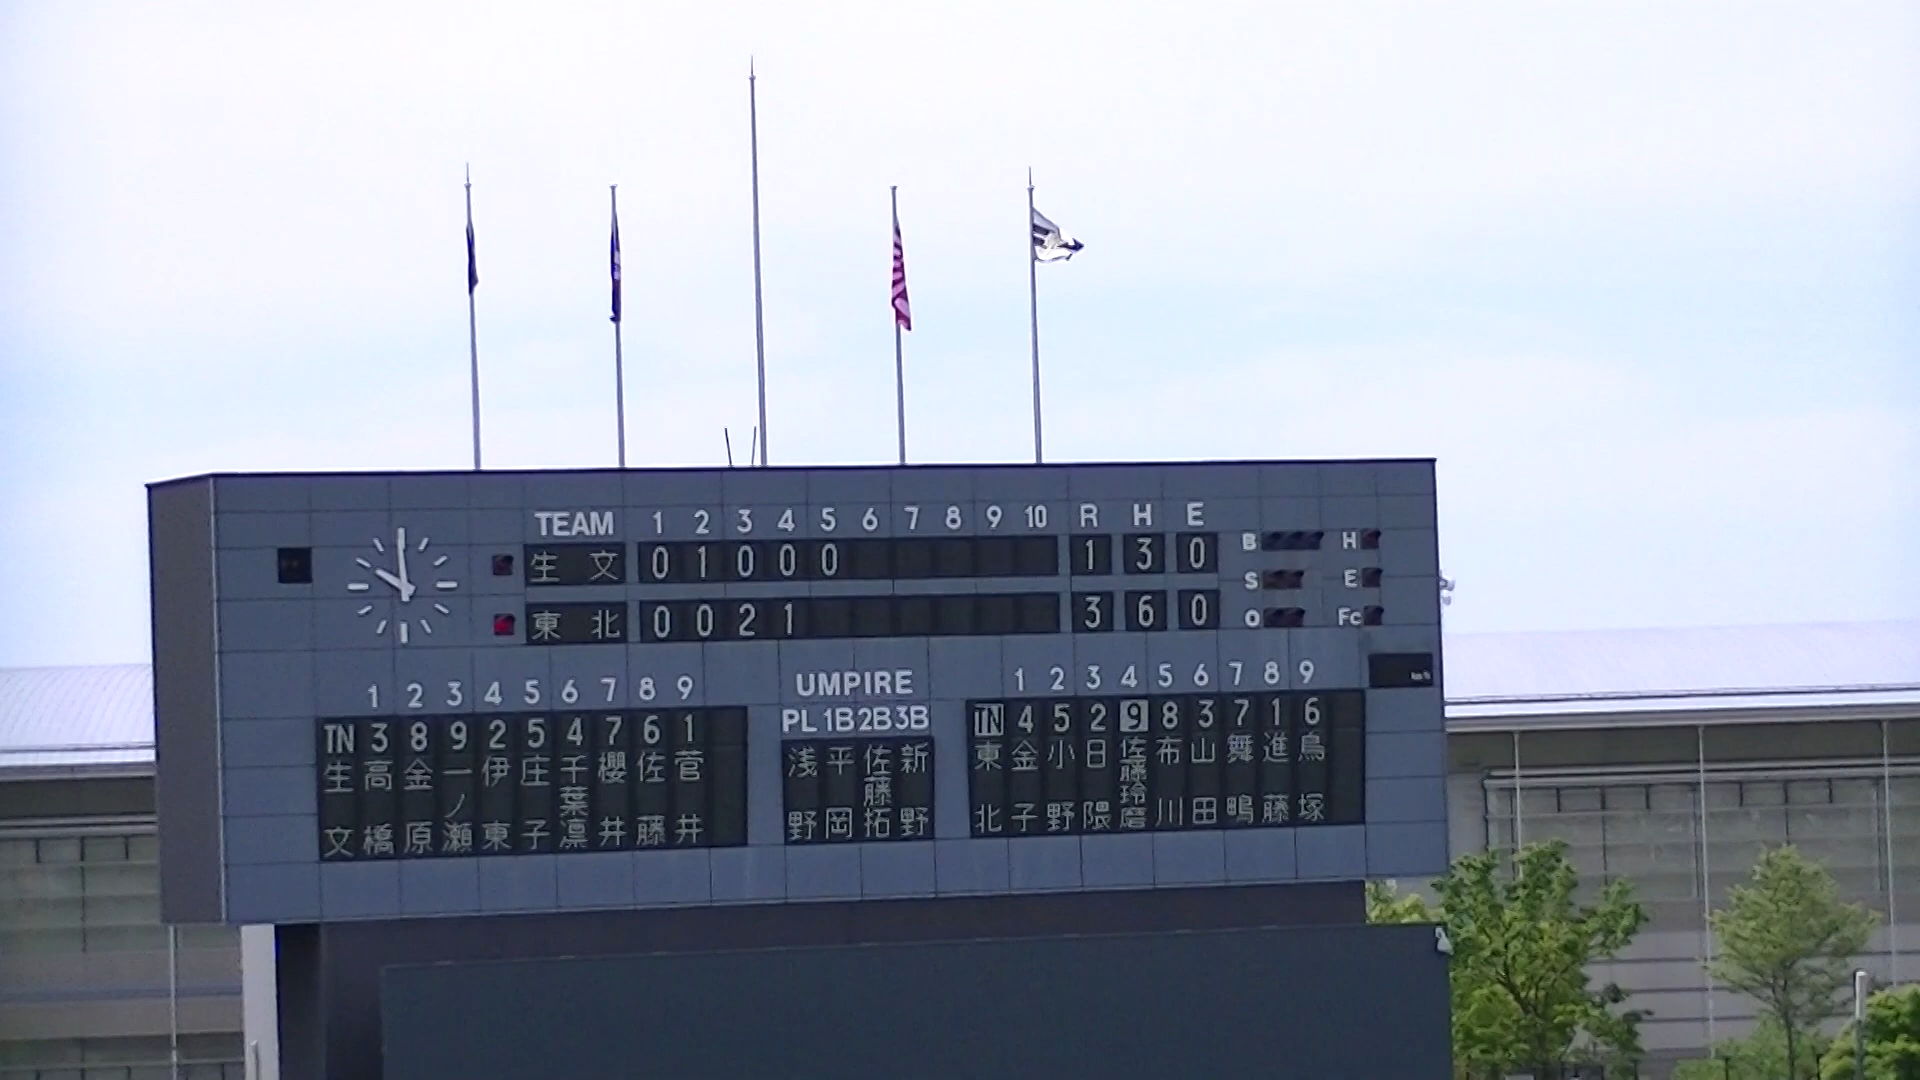 TEAM 1 2 3 4 5 6 7 8 9 10 R H E
生文 0 1 0 0 0 1 3 0
東北 0 0 2 1 3 6 0
B H
S E
O Fc
1 2 3 4 5 6 7 8 9
TN 3 8 9 2 5 4 7 6 1
生文 高橋 金原 一ノ瀬 伊東 庄子 千葉凛 櫻井 佐藤 菅井
UMPIRE
PL 1B 2B 3B
浅野 平岡 佐藤拓 新野
1 2 3 4 5 6 7 8 9
TN 4 5 2 9 8 3 7 1 6
東北 金子 小野 日隈 佐藤玲磨 布川 山田 舞嶋 進藤 鳥塚